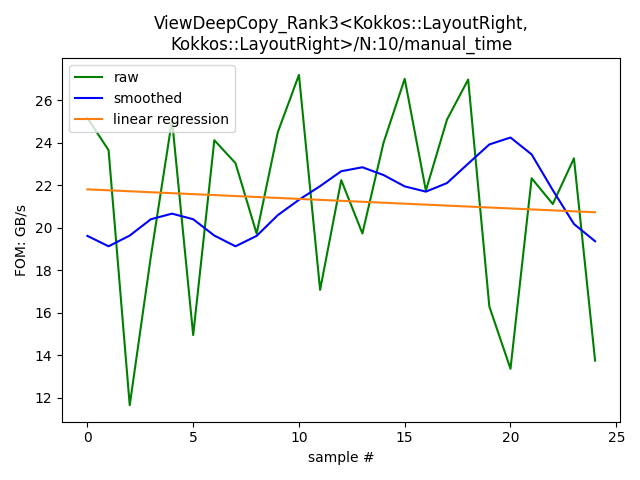 ViewDeepCopy_Rank3<Kokkos::LayoutRight,
Kokkos::LayoutRight>/N:10/manual_time
raw
smoothed
linear regression
FOM: GB/s
26
24
22
20
18
16
14
12
0
5
10
15
20
25
sample #